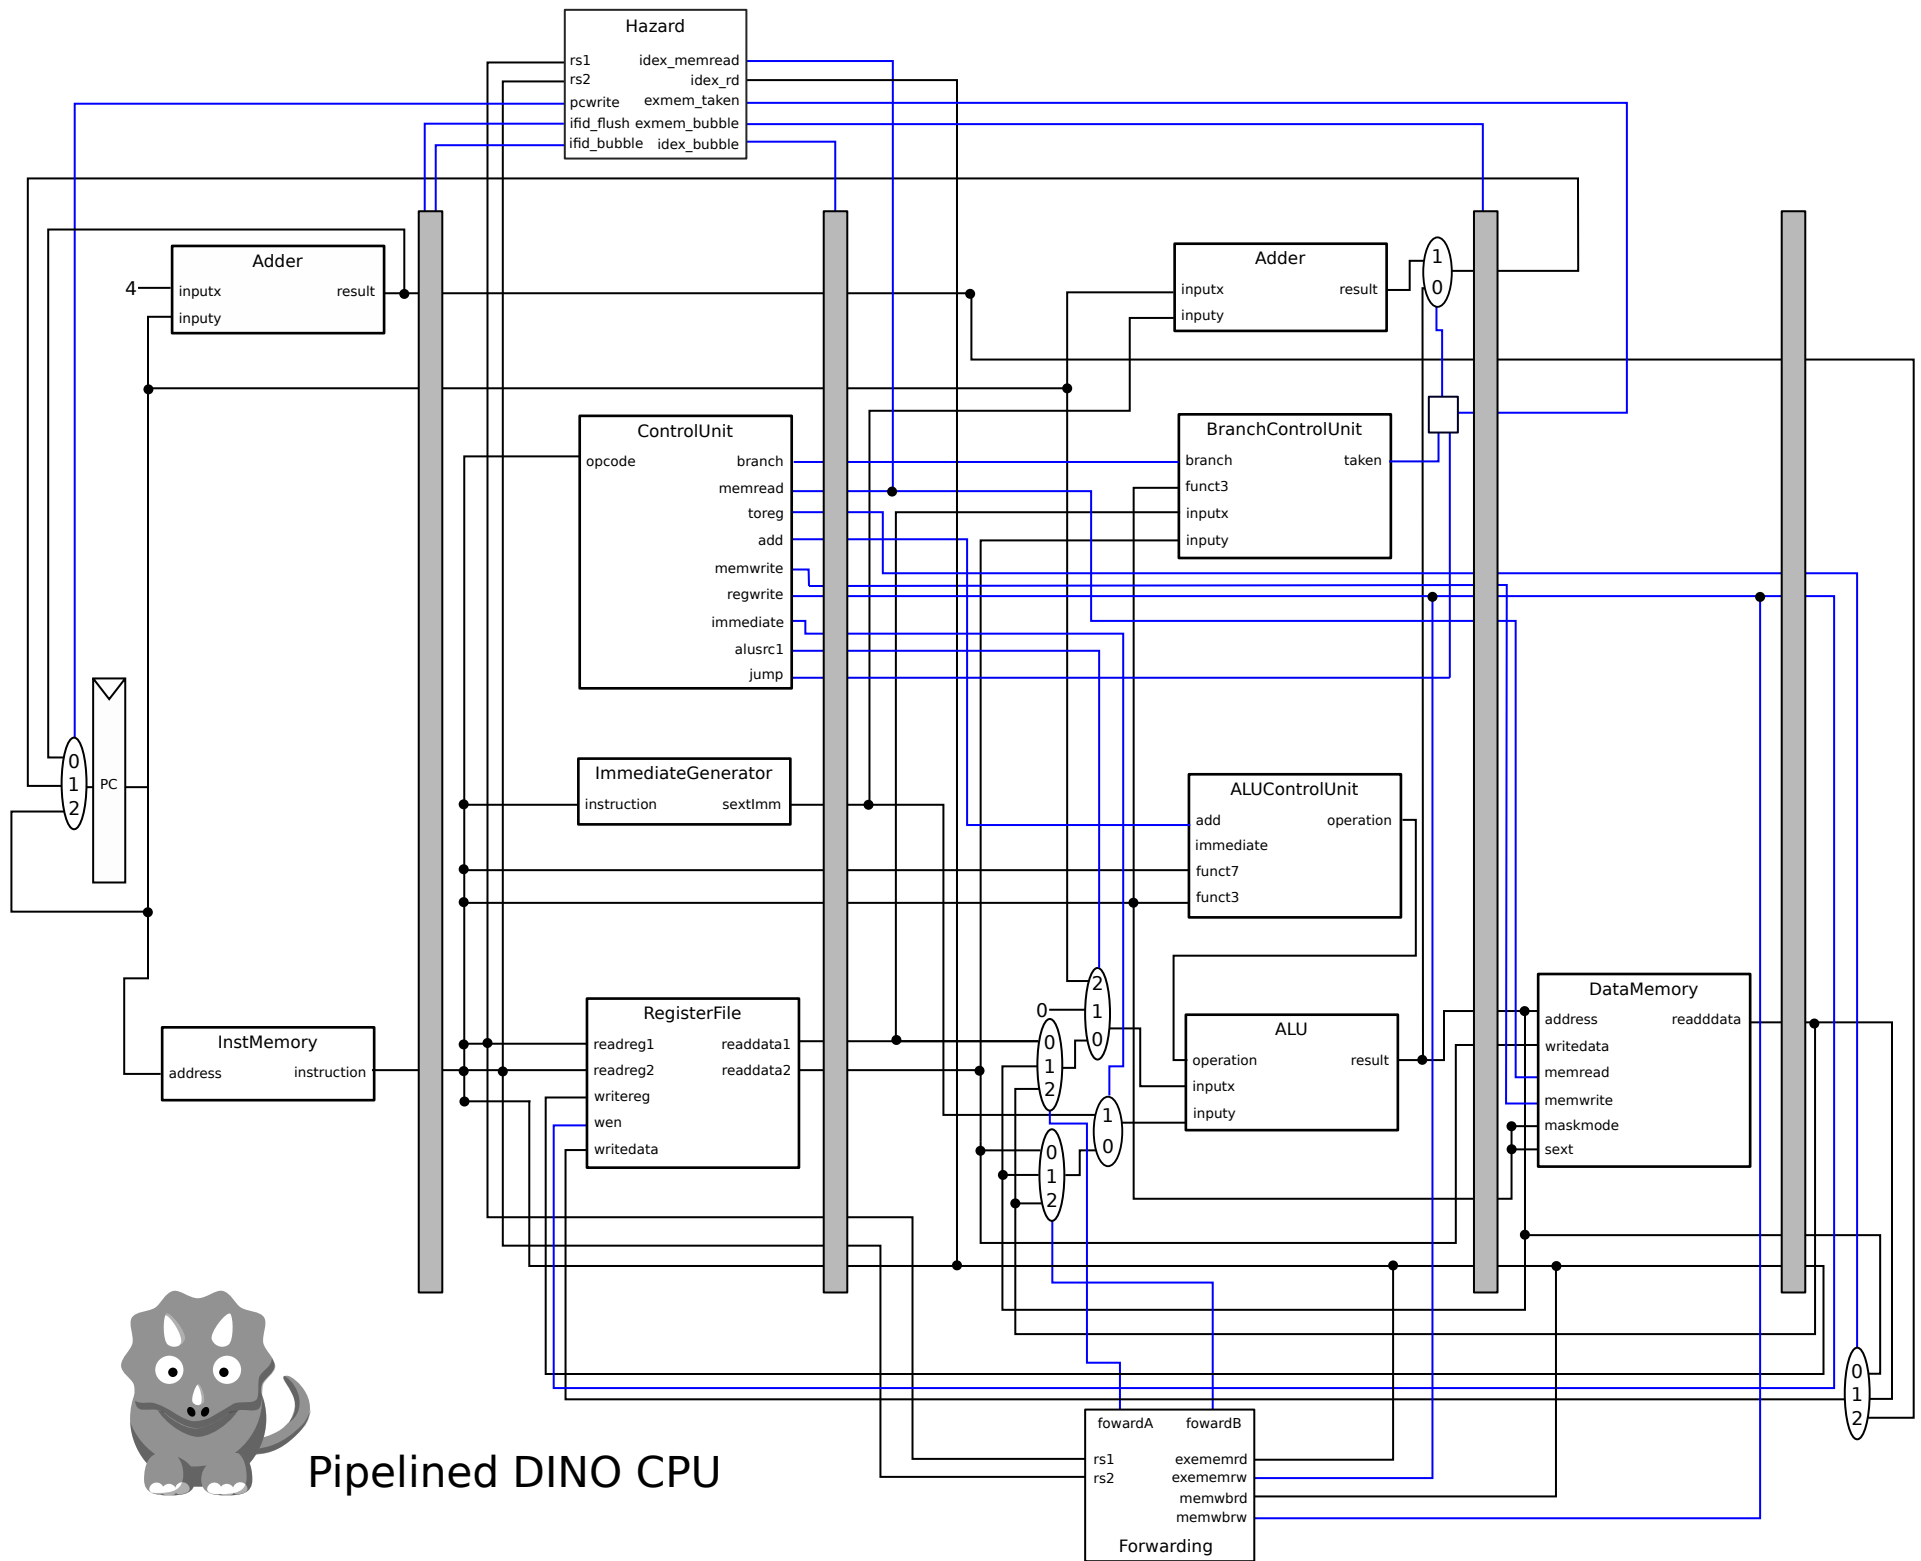 Hazard
rs1 idex_memread
rs2 idex_rd
pcwrite exmem_taken
ifid_flush exmem_bubble
ifid_bubble idex_bubble
Adder
4 inputx result
inputy
Adder
inputx result
inputy
1
0
ControlUnit
opcode branch
memread
toreg
add
memwrite
regwrite
immediate
alusrc1
jump
BranchControlUnit
branch taken
funct3
inputx
inputy
0
1
2
PC
ImmediateGenerator
instruction sextImm
ALUControlUnit
add operation
immediate
funct7
funct3
InstMemory
address instruction
RegisterFile
readreg1 readdata1
readreg2 readdata2
writereg
wen
writedata
2
0 1
0
0
1
2
1
0
0
1
2
ALU
operation result
inputx
inputy
DataMemory
address readddata
writedata
memread
memwrite
maskmode
sext
0
1
2
fowardA fowardB
rs1 exememrd
rs2 exememrw
memwbrd
memwbrw
Forwarding
Pipelined DINO CPU